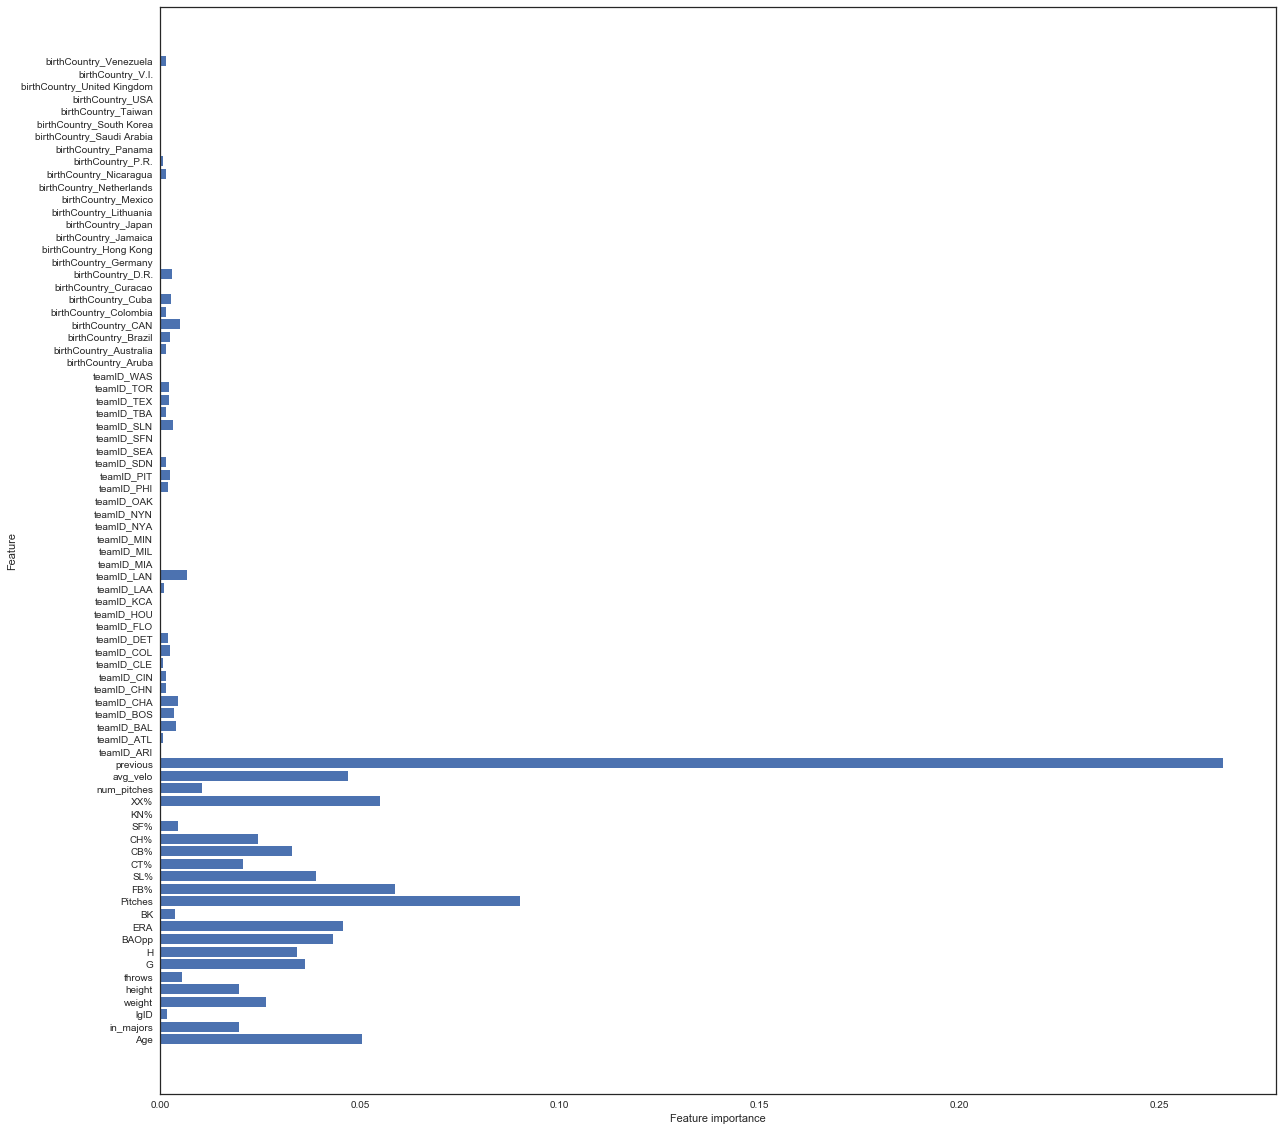 birthCountry_Venezuela
birthCountry_V.I.
birthCountry_United Kingdom
birthCountry_USA
birthCountry_Taiwan
birthCountry_South Korea
birthCountry_Saudi Arabia
birthCountry_Panama
birthCountry_P.R.
birthCountry_Nicaragua
birthCountry_Netherlands
birthCountry_Mexico
birthCountry_Lithuania
birthCountry_Japan
birthCountry_Jamaica
birthCountry_Hong Kong
birthCountry_Germany
birthCountry_D.R.
birthCountry_Curacao
birthCountry_Cuba
birthCountry_Colombia
birthCountry_CAN
birthCountry_Brazil
birthCountry_Australia
birthCountry_Aruba
teamID_WAS
teamID_TOR
teamID_TEX
teamID_TBA
teamID_SLN
teamID_SFN
teamID_SEA
teamID_SDN
teamID_PIT
teamID_PHI
teamID_OAK
teamID_NYN
teamID_NYA
teamID_MIN
teamID_MIL
teamID_MIA
teamID_LAN
teamID_LAA
teamID_KCA
teamID_HOU
teamID_FLO
teamID_DET
teamID_COL
teamID_CLE
teamID_CIN
teamID_CHN
teamID_CHA
teamID_BOS
teamID_BAL
teamID_ATL
teamID_ARI
previous
avg_velo
num_pitches
XX%
KN%
SF%
CH%
CB%
CT%
SL%
FB%
Pitches
BK
ERA
BAOpp
H
G
throws
height
weight
lgID
in_majors
Age
Feature
0.00 0.05 0.10 0.15 0.20 0.25
Feature importance